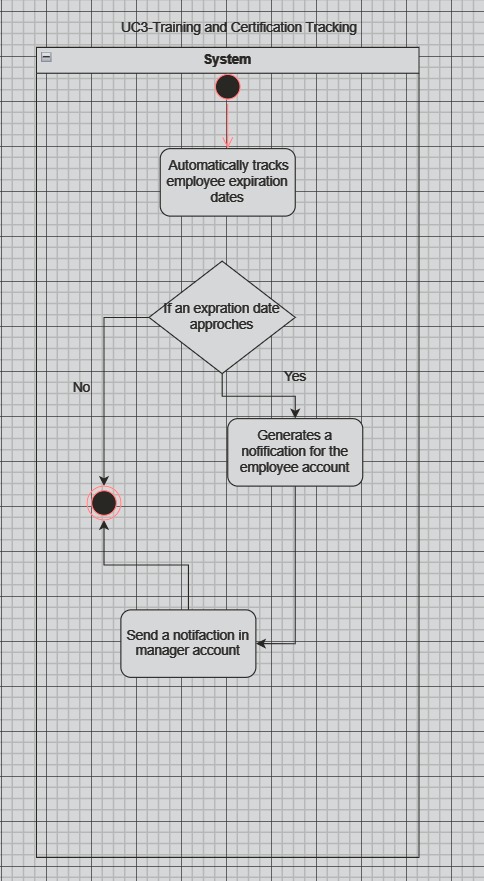 UC3-Training and Certification Tracking
System
Automatically tracks
employee expiration
dates
If an expration date
approches
Yes
No
Generates a
nofification for the
employee account
Send a notifaction in
manager account